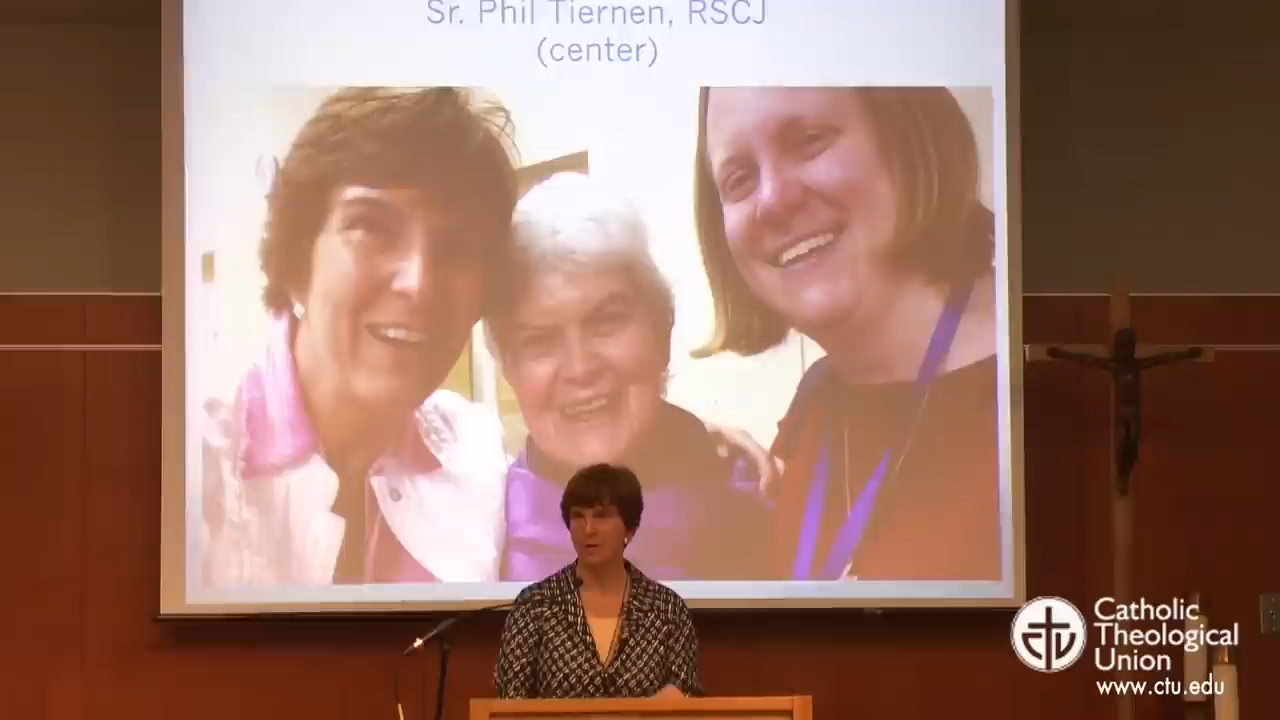 Sr. Phil Tiernen, RSCJ
(center)
Catholic
Theological
Union
www.ctu.edu